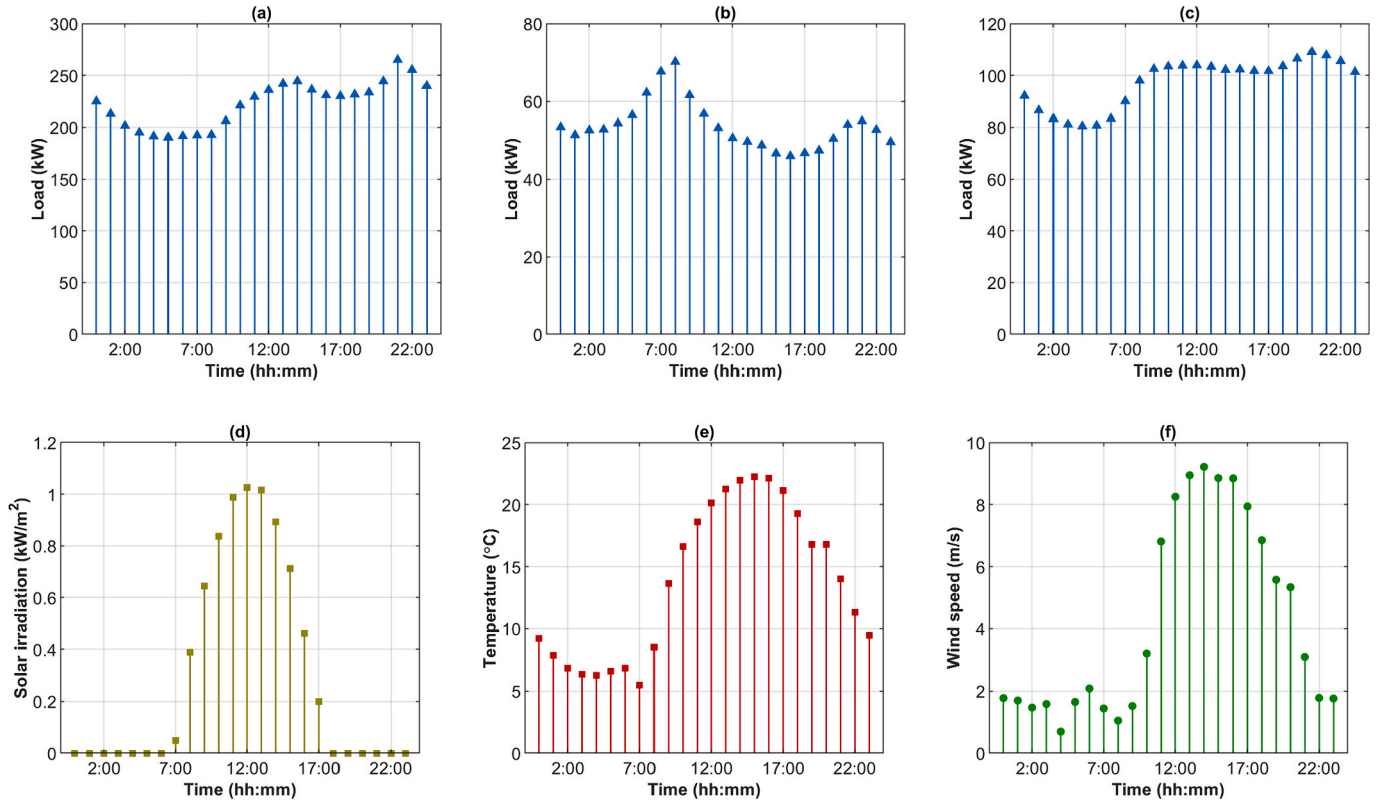 (a)
300
250
200
150
100
50
0
Load (kW)
2:00 7:00 12:00 17:00 22:00
Time (hh:mm)
(b)
80
60
40
20
0
Load (kW)
2:00 7:00 12:00 17:00 22:00
Time (hh:mm)
(c)
120
100
80
60
40
20
0
Load (kW)
2:00 7:00 12:00 17:00 22:00
Time (hh:mm)
(d)
1.2
1
0.8
0.6
0.4
0.2
0
Solar irradiation (kW/m²)
2:00 7:00 12:00 17:00 22:00
Time (hh:mm)
(e)
25
20
15
10
5
0
Temperature (°C)
2:00 7:00 12:00 17:00 22:00
Time (hh:mm)
(f)
10
8
6
4
2
0
Wind speed (m/s)
2:00 7:00 12:00 17:00 22:00
Time (hh:mm)